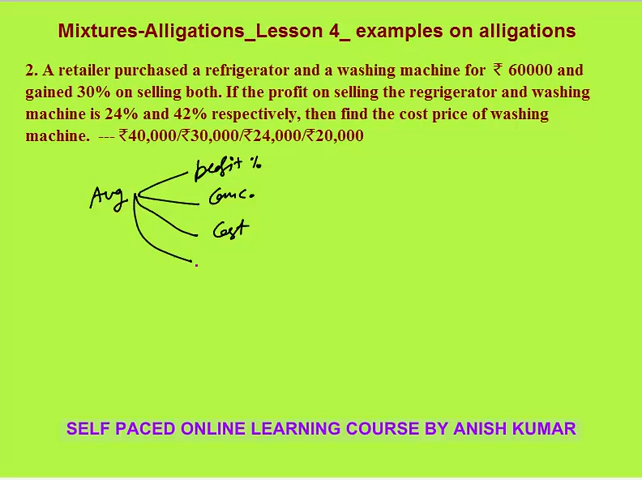 Mixtures-Alligations_Lesson 4_ examples on alligations
2. A retailer purchased a refrigerator and a washing machine for ₹ 60000 and
gained 30% on selling both. If the profit on selling the regrigerator and washing
machine is 24% and 42% respectively, then find the cost price of washing
machine. --- ₹40,000/₹30,000/₹24,000/₹20,000
profit %
Avg
Conc.
Cost
SELF PACED ONLINE LEARNING COURSE BY ANISH KUMAR